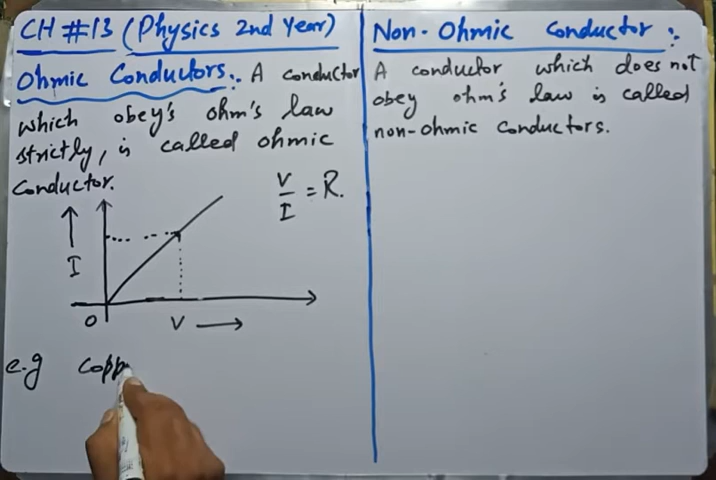 CH #13 (Physics 2nd Year)
Ohmic Conductors:. A conductor
which obey's ohm's law
strictly, is called ohmic
Conductor.
V
I
= R.
I
O
V
e.g Copp
Non-Ohmic Conductor :
A conductor which does not
obey ohm's law is called
non-ohmic conductors.